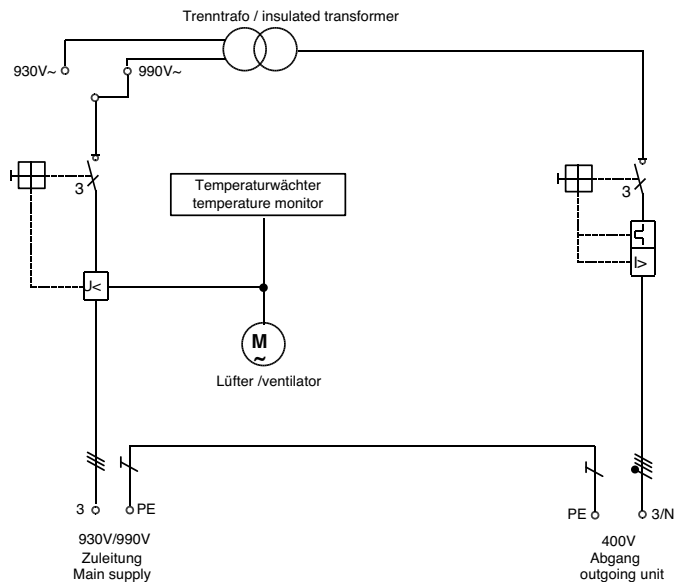 Trenntrafo / insulated transformer
930V~
990V~
3
3
Temperaturwächter
temperature monitor
U<
I>
M
~
Lüfter /ventilator
3
PE
PE
3/N
930V/990V
Zuleitung
Main supply
400V
Abgang
outgoing unit